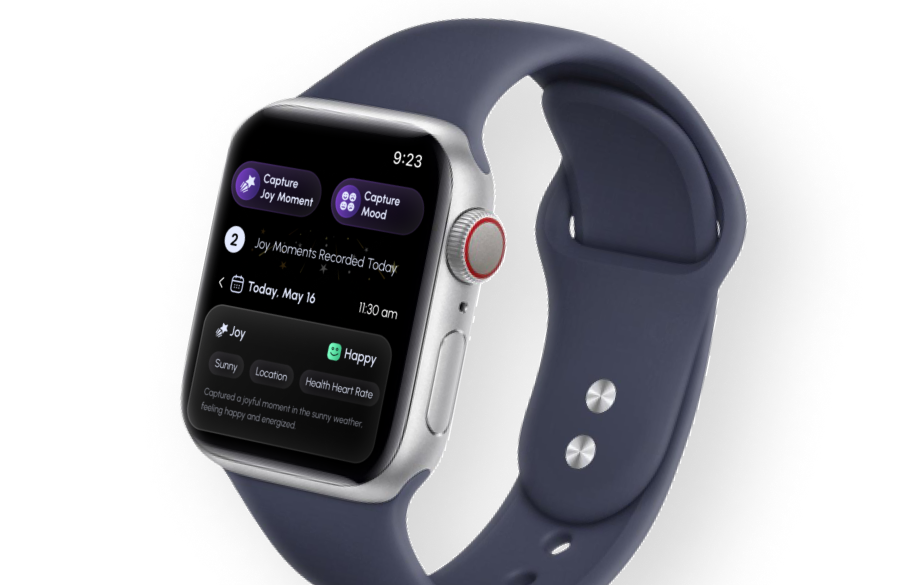 9:23
Capture
Joy Moment
Capture
Mood
2
Joy Moments Recorded Today
Today, May 16
11:30 am
Joy
Happy
Sunny
Location
Health Heart Rate
Captured a joyful moment in the sunny weather,
feeling happy and energized.